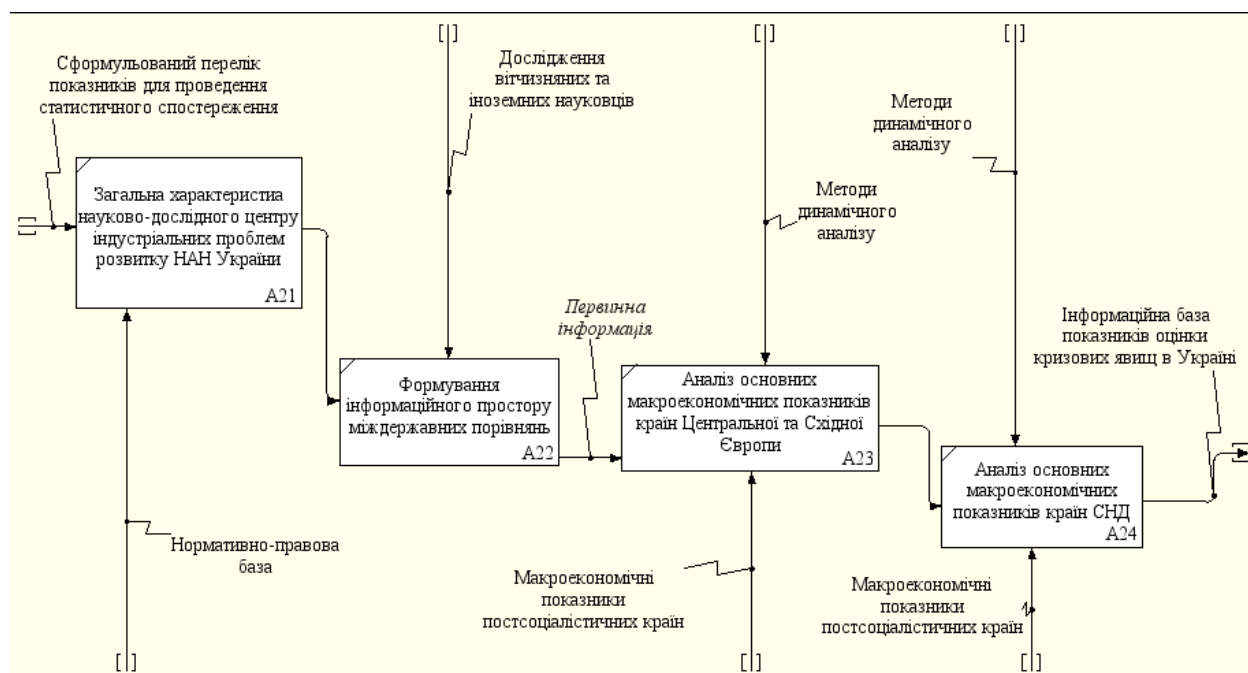 Сформульований перелік
показників для проведення
статистичного спостереження
Дослідження
вітчизняних та
іноземних науковців
Методи
динамічного
аналізу
Методи
динамічного
аналізу
Загальна характеристиа
науково-дослідного центру
індустріальних проблем
розвитку НАН України
A21
Первинна
інформація
Інформаційна база
показників оцінки
кризових явищ в Україні
Формування
інформаційного простору
міждержавних порівнянь
A22
Аналіз основних
макроекономічних показників
країн Центральної та Східної
Європи
A23
Аналіз основних
макроекономічних
показників країн СНД
A24
Нормативно-правова
база
Макроекономічні
показники
постсоціалістичних країн
Макроекономічні
показники
постсоціалістичних країн